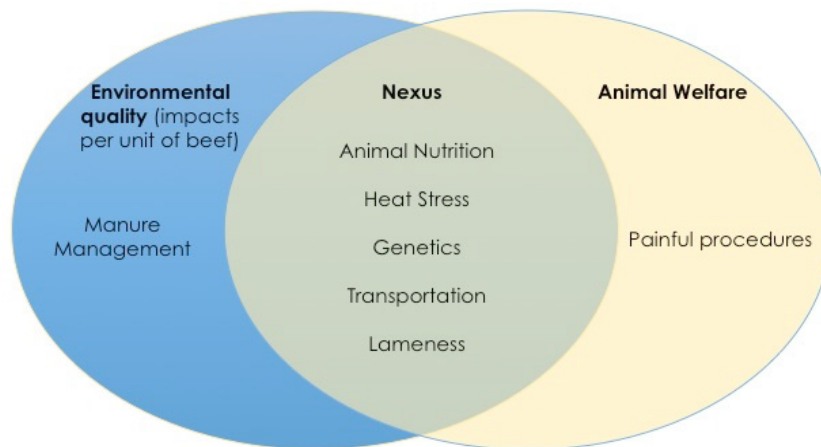 Environmental
quality (impacts
per unit of beef)
Manure
Management
Nexus
Animal Nutrition
Heat Stress
Genetics
Transportation
Lameness
Animal Welfare
Painful procedures